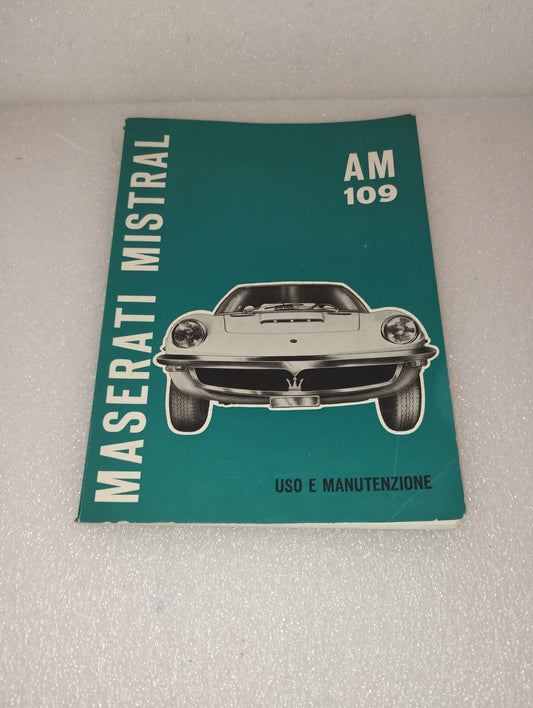 MASERATI MISTRAL
AM
109
USO E MANUTENZIONE